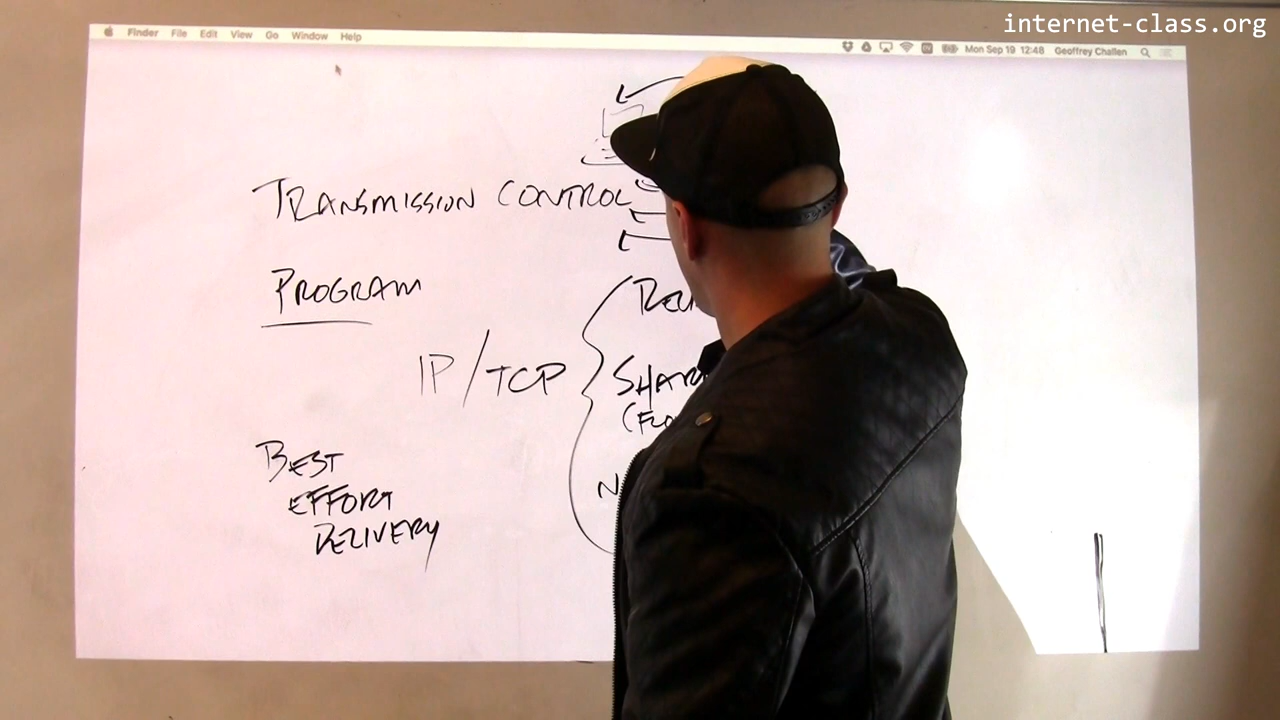 internet-class.org
Finder File Edit View Go Window Help
Mon Sep 19 12:48 Geoffrey Challen
TRANSMISSION CONTROL
PROGRAM
IP/TCP
BEST
EFFORT
DELIVERY